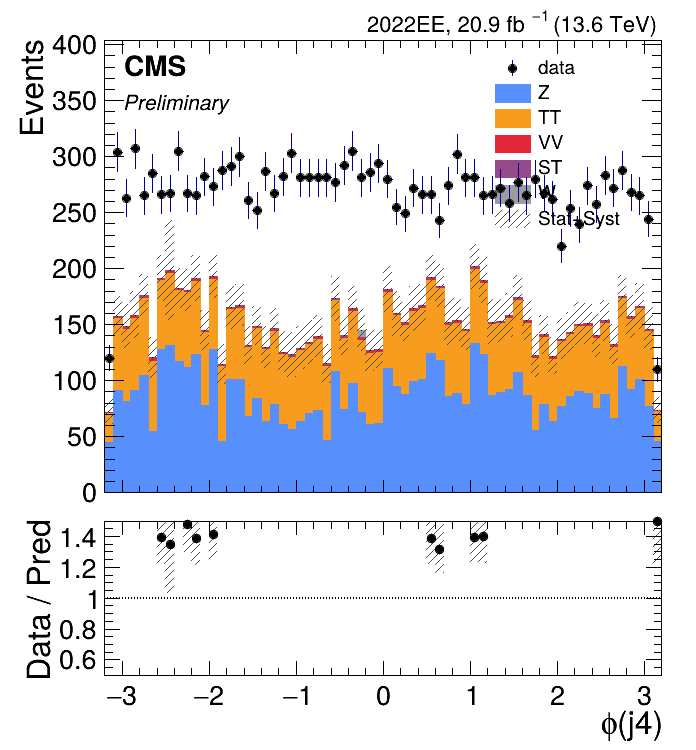 2022EE, 20.9 fb⁻¹ (13.6 TeV)
Events
400
350
300
250
200
150
100
50
0
CMS
Preliminary
data
Z
TT
VV
ST
W
Stat+Syst
Data / Pred
1.4
1.2
1
0.8
0.6
−3 −2 −1 0 1 2 3
ϕ(j4)